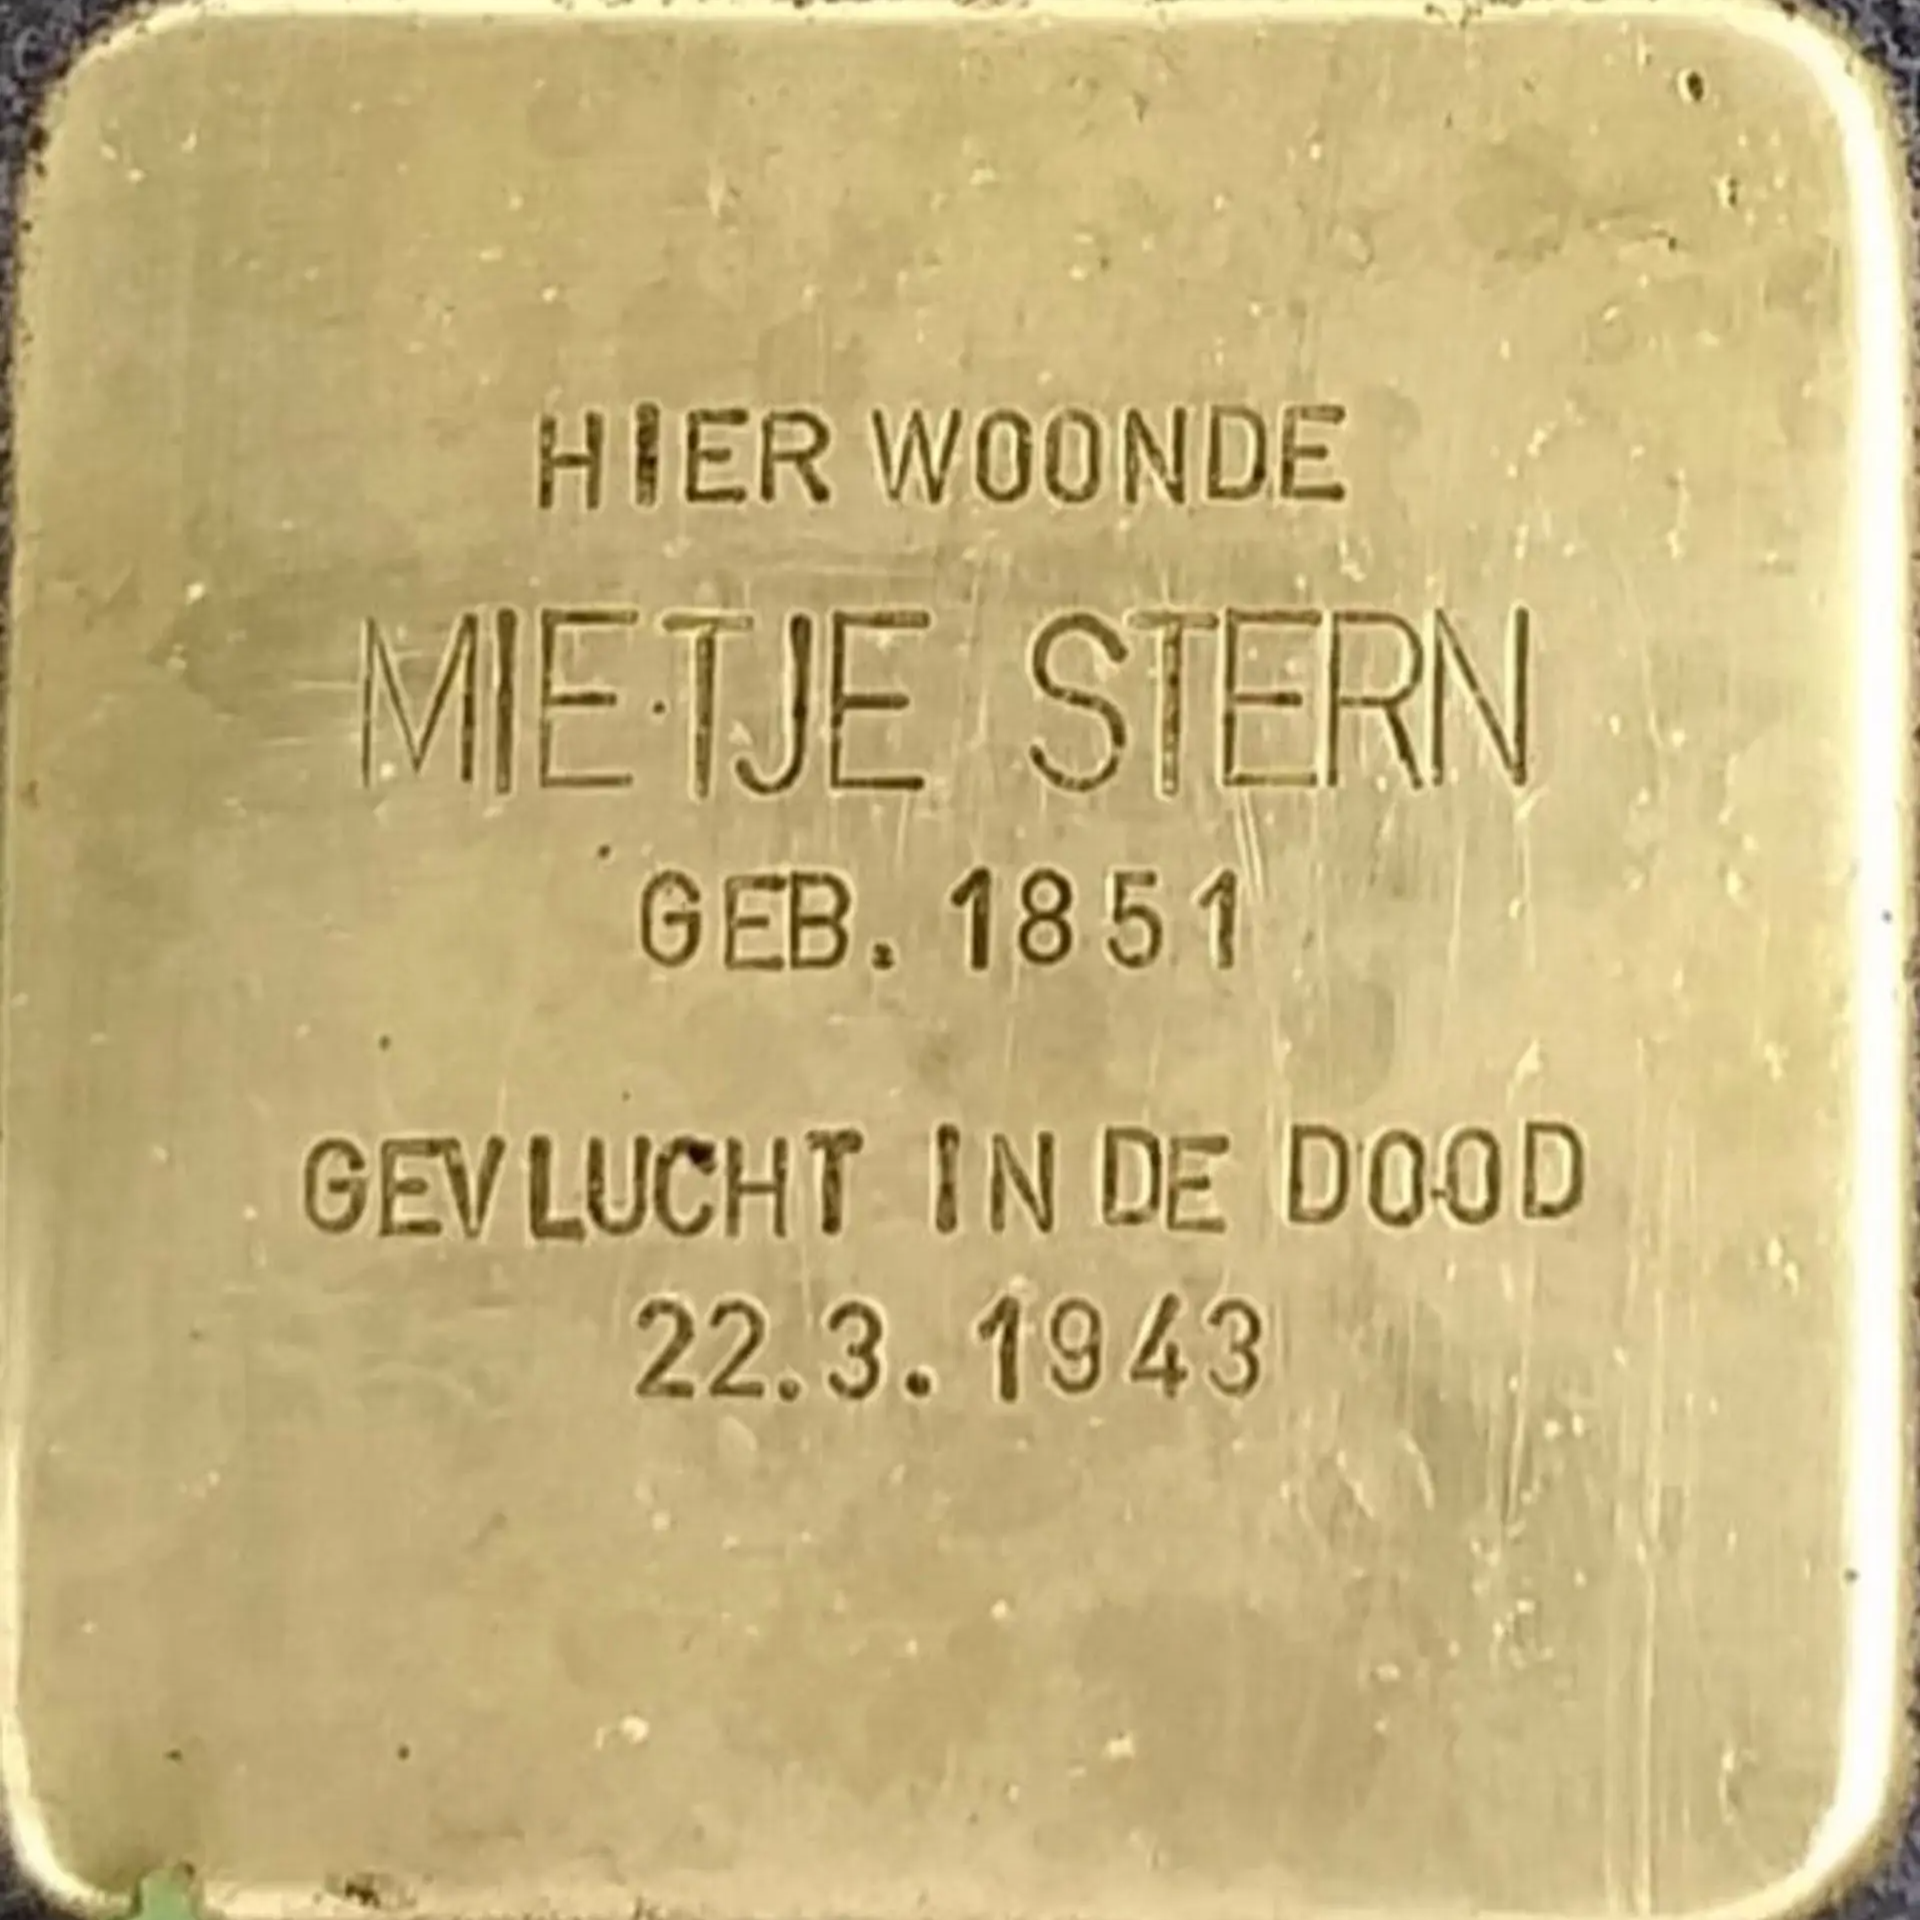 HIER WOONDE
MIETJE STERN
GEB. 1851
GEVLUCHT IN DE DOOD
22.3.1943